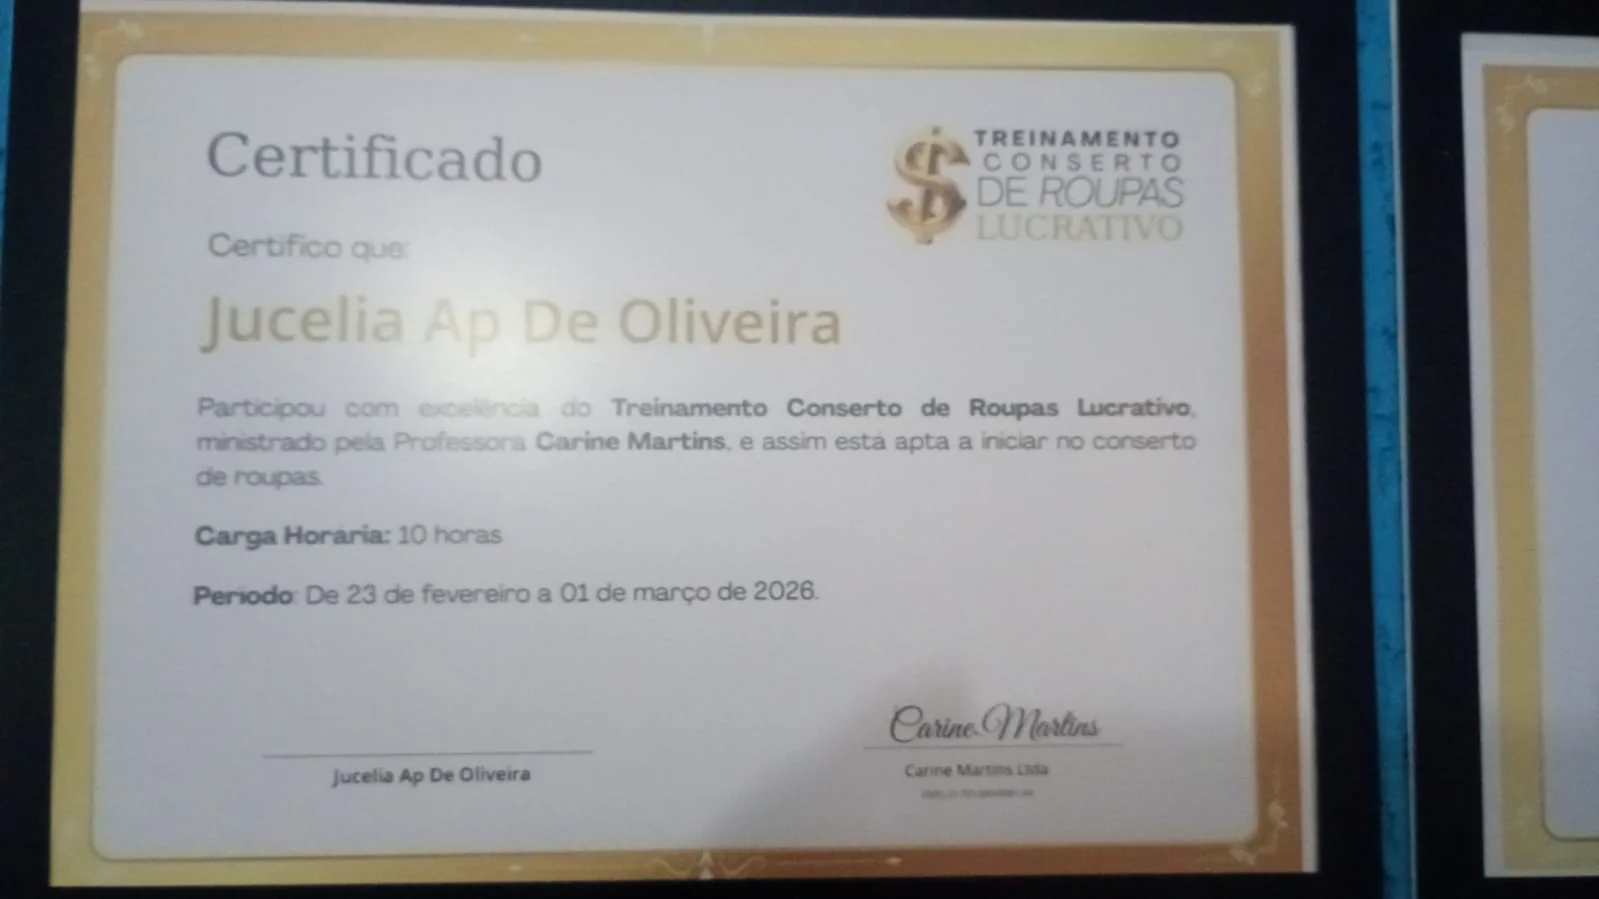 Certificado
TREINAMENTO
CONSERTO
DE ROUPAS
LUCRATIVO
Certifico que:
Jucelia Ap De Oliveira
Participou com excelência do Treinamento Conserto de Roupas Lucrativo,
ministrado pela Professora Carine Martins, e assim está apta a iniciar no conserto
de roupas.
Carga Horária: 10 horas
Período: De 23 de fevereiro a 01 de março de 2026.
Carine Martins
Jucelia Ap De Oliveira
Carine Martins Ltda